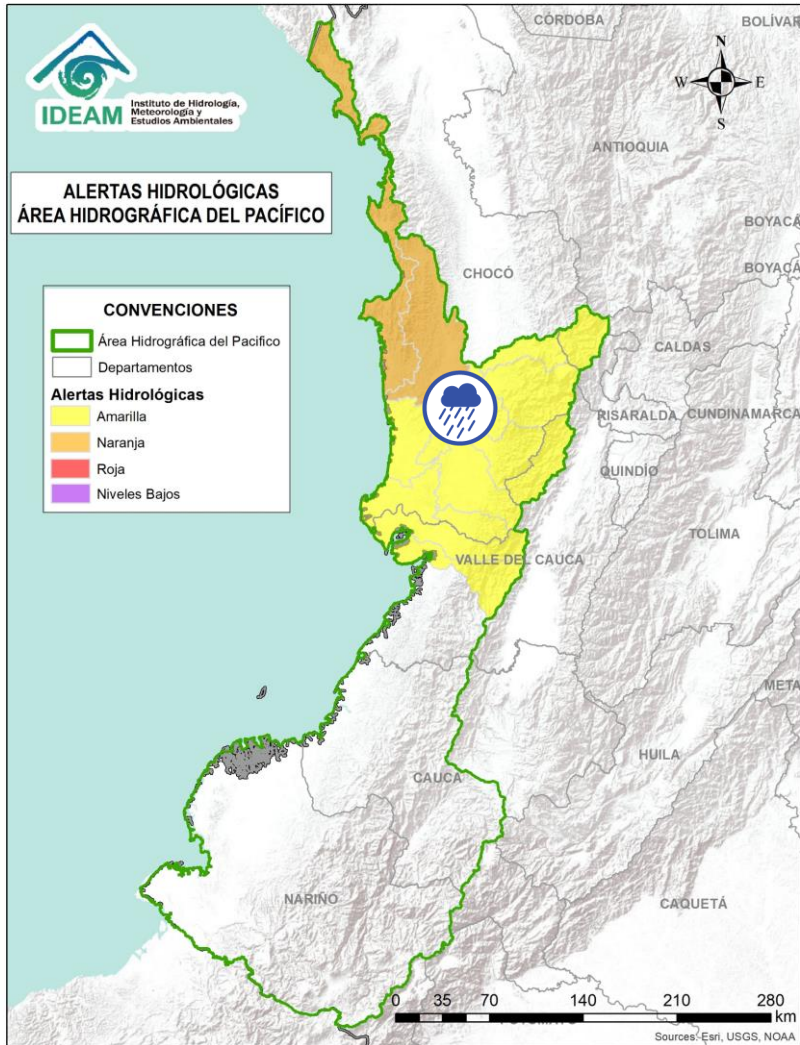 IDEAM
Instituto de Hidrología,
Meteorología y
Estudios Ambientales
ALERTAS HIDROLÓGICAS
ÁREA HIDROGRÁFICA DEL PACÍFICO
CONVENCIONES
Área Hidrográfica del Pacifico
Departamentos
Alertas Hidrológicas
Amarilla
Naranja
Roja
Niveles Bajos
CÓRDOBA
BOLÍVAR
N
W
E
S
ANTIOQUIA
BOYACÁ
CHOCÓ
BOYACÁ
CALDAS
RISARALDA
CUNDINAMARCA
QUINDÍO
TOLIMA
VALLE DEL CAUCA
META
HUILA
CAUCA
NARIÑO
CAQUETÁ
0 35 70 140 210 280
km
Sources: Esri, USGS, NOAA